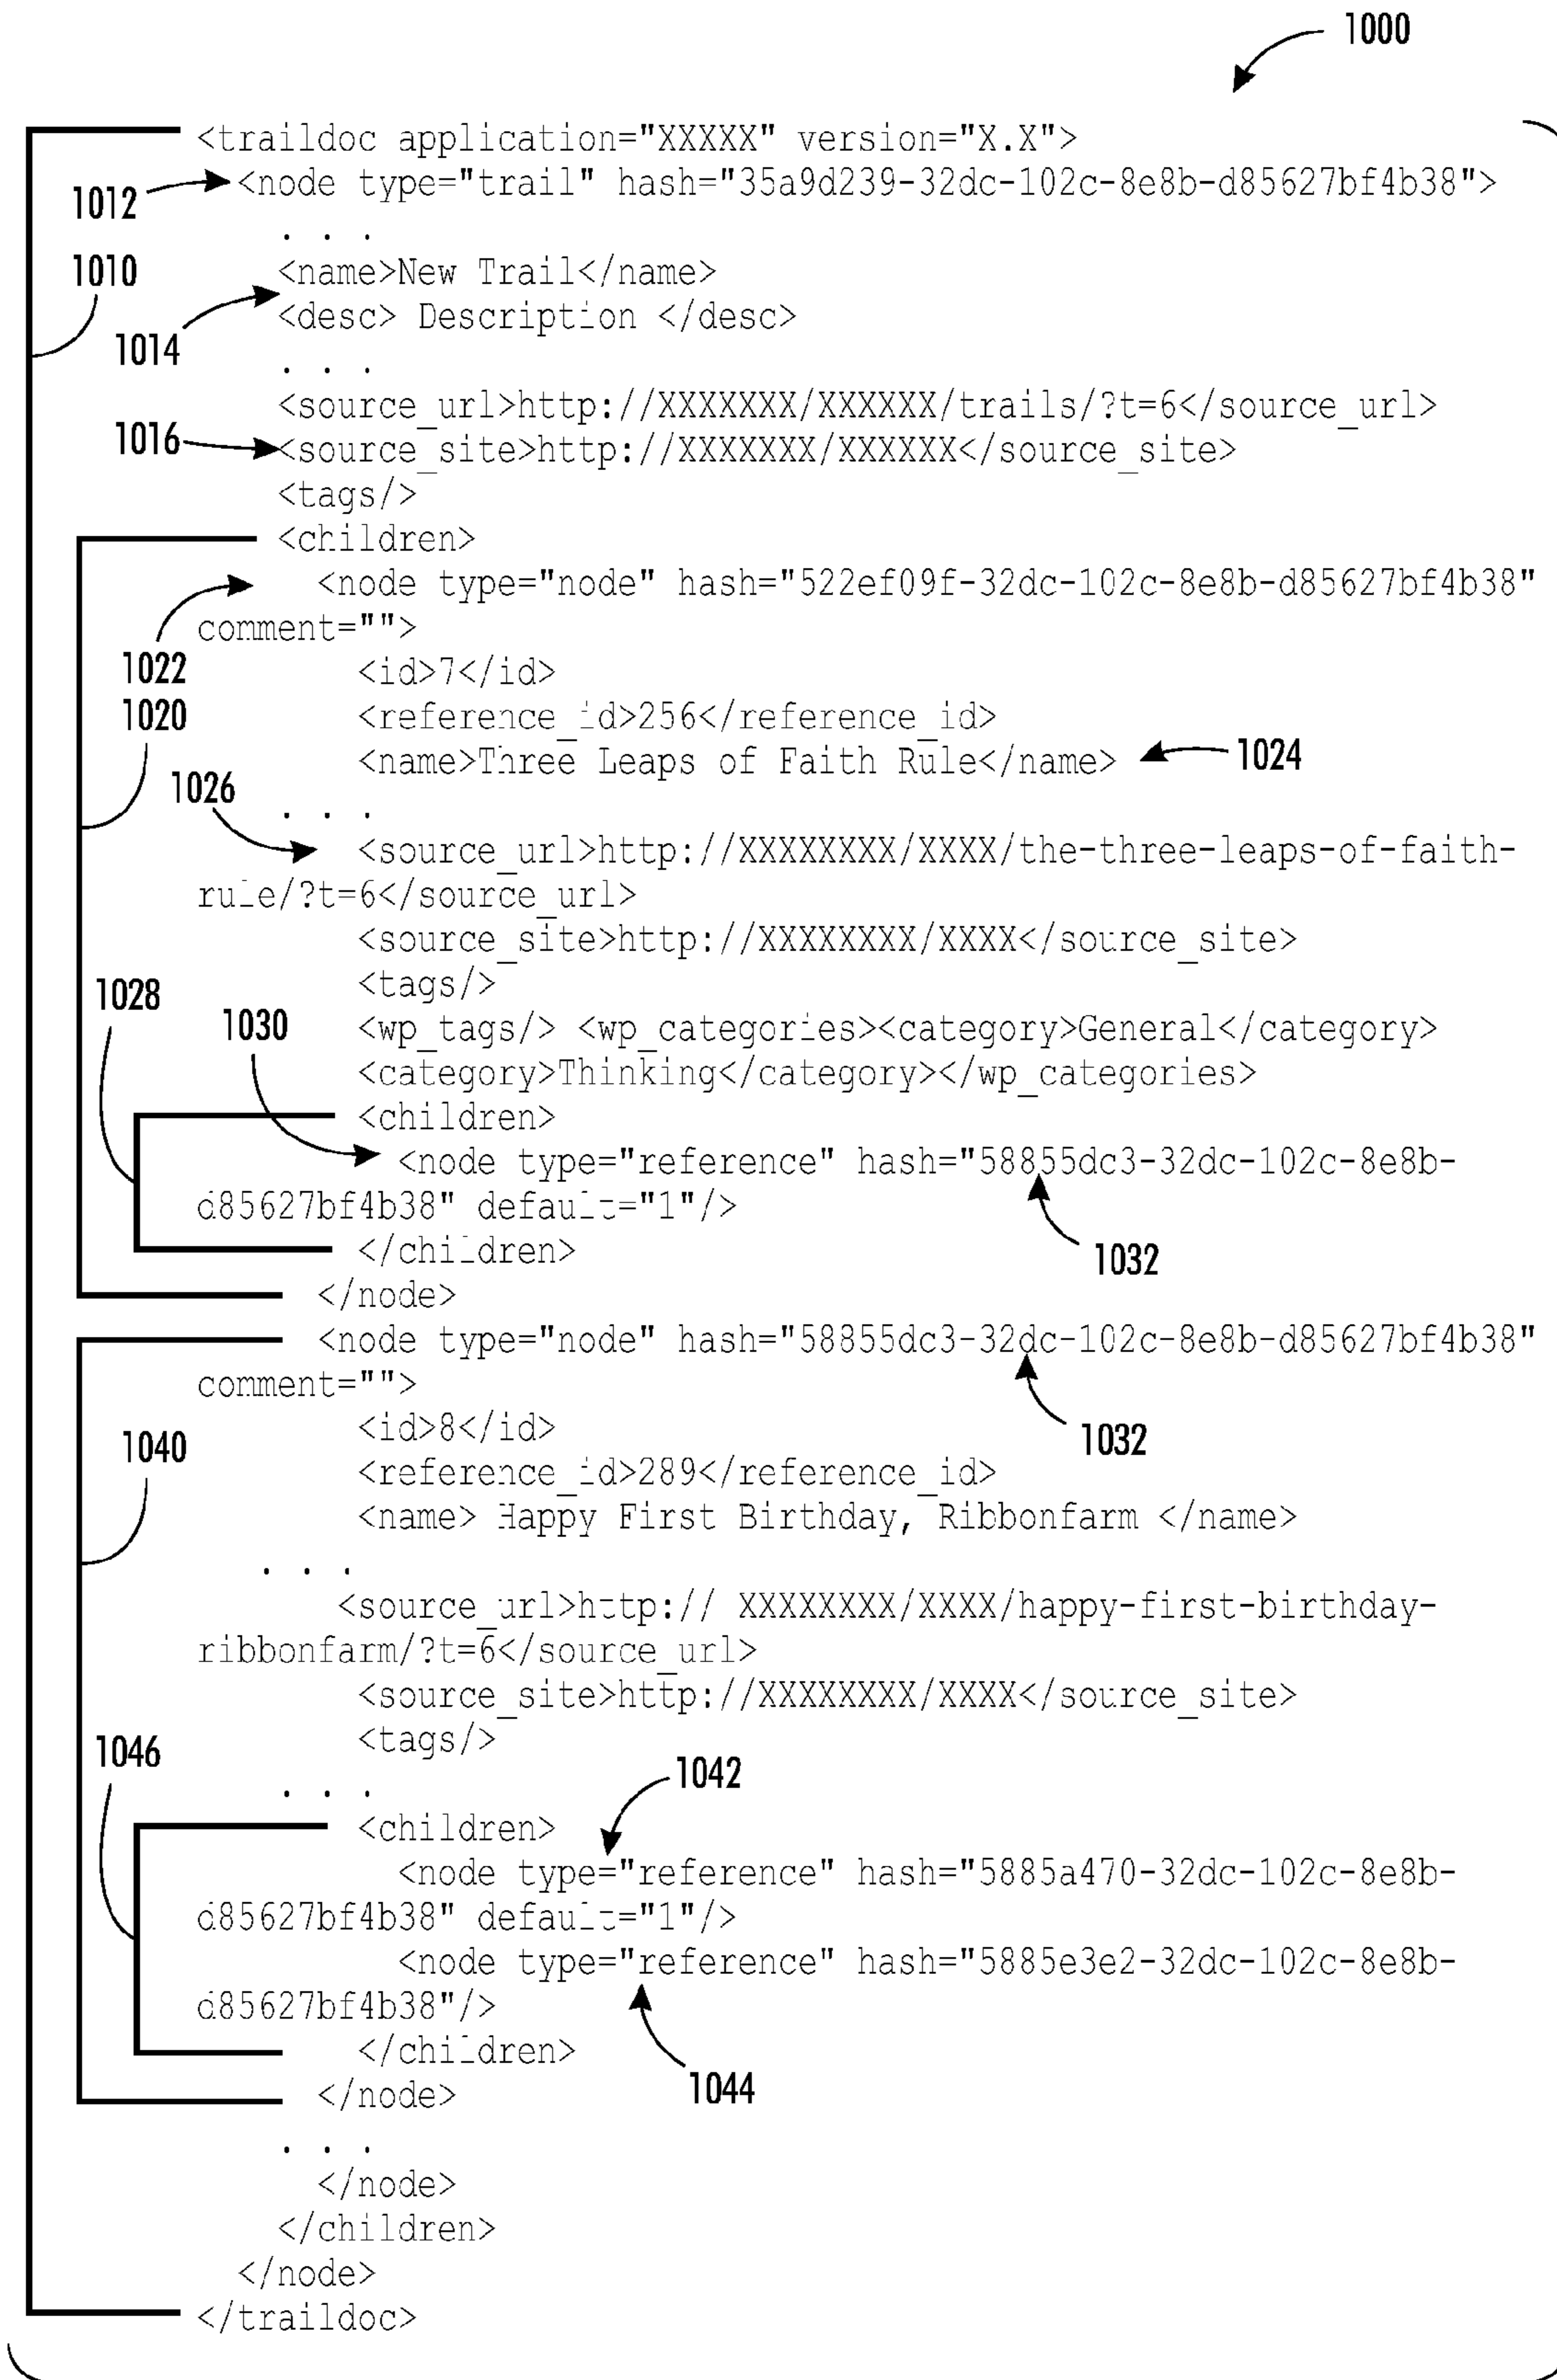 1000
<traildoc application="XXXXX" version="X.X">
1012 <node type="trail" hash="35a9d239-32dc-102c-8e8b-d85627bf4b38">
. . .
1010 <name>New Trail</name>
<desc> Description </desc>
1014
. . .
<source_url>http://XXXXXXX/XXXXXX/trails/?t=6</source_url>
1016 <source_site>http://XXXXXXX/XXXXXX</source_site>
<tags/>
<children>
<node type="node" hash="522ef09f-32dc-102c-8e8b-d85627bf4b38"
comment="">
1022 <id>7</id>
1020 <reference_id>256</reference_id>
<name>Three Leaps of Faith Rule</name> 1024
1026
. . .
<source_url>http://XXXXXXXX/XXXX/the-three-leaps-of-faith-
rule/?t=6</source_url>
<source_site>http://XXXXXXXX/XXXX</source_site>
<tags/>
1028
1030 <wp_tags/> <wp_categories><category>General</category>
<category>Thinking</category></wp_categories>
<children>
<node type="reference" hash="58855dc3-32dc-102c-8e8b-
d85627bf4b38" default="1"/>
</children>
1032
</node>
<node type="node" hash="58855dc3-32dc-102c-8e8b-d85627bf4b38"
comment="">
<id>8</id>
1032
1040
<reference_id>289</reference_id>
<name> Happy First Birthday, Ribbonfarm </name>
. . .
<source_url>http:// XXXXXXXX/XXXX/happy-first-birthday-
ribbonfarm/?t=6</source_url>
<source_site>http://XXXXXXXX/XXXX</source_site>
<tags/>
1046
1042
. . .
<children>
<node type="reference" hash="5885a470-32dc-102c-8e8b-
d85627bf4b38" default="1"/>
<node type="reference" hash="5885e3e2-32dc-102c-8e8b-
d85627bf4b38"/>
</children>
1044
</node>
. . .
</node>
</children>
</node>
</traildoc>